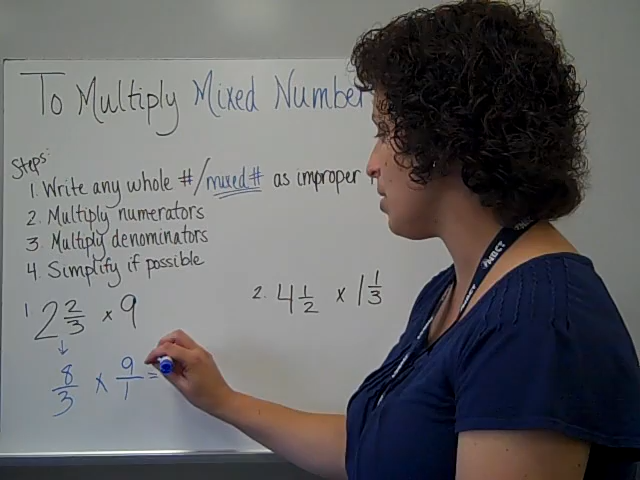 To Multiply Mixed Number
Steps:
1. Write any whole #/mixed# as improper
2. Multiply numerators
3. Multiply denominators
4. Simplify if possible
1 2 2/3 x 9
8/3 x 9/1 =
2. 4 1/2 x 1 1/3